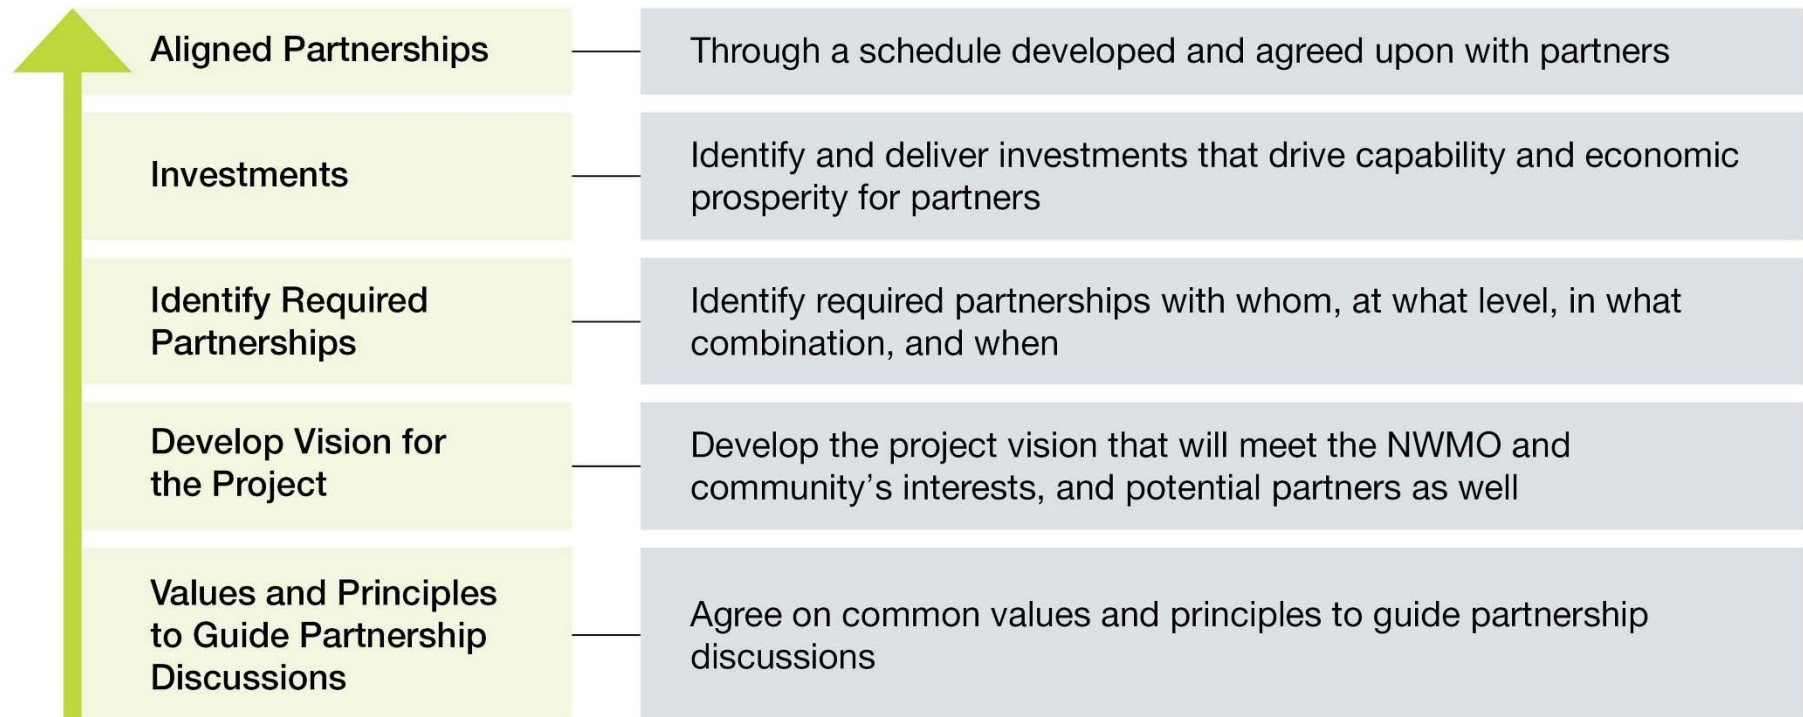 Aligned Partnerships
Through a schedule developed and agreed upon with partners
Investments
Identify and deliver investments that drive capability and economic
prosperity for partners
Identify Required
Partnerships
Identify required partnerships with whom, at what level, in what
combination, and when
Develop Vision for
the Project
Develop the project vision that will meet the NWMO and
community’s interests, and potential partners as well
Values and Principles
to Guide Partnership
Discussions
Agree on common values and principles to guide partnership
discussions